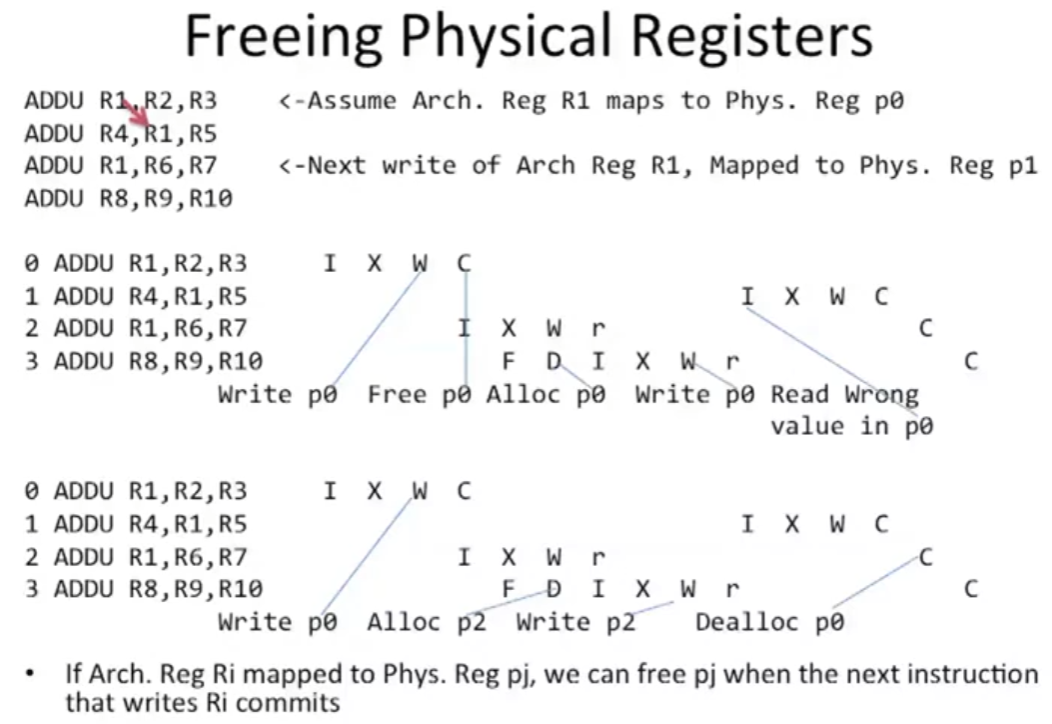 Freeing Physical Registers
ADDU R1,R2,R3 <-Assume Arch. Reg R1 maps to Phys. Reg p0
ADDU R4,R1,R5
ADDU R1,R6,R7 <-Next write of Arch Reg R1, Mapped to Phys. Reg p1
ADDU R8,R9,R10
0 ADDU R1,R2,R3 I X W C
1 ADDU R4,R1,R5 I X W C
2 ADDU R1,R6,R7 I X W r C
3 ADDU R8,R9,R10 F D I X W r C
Write p0 Free p0 Alloc p0 Write p0 Read Wrong
value in p0
0 ADDU R1,R2,R3 I X W C
1 ADDU R4,R1,R5 I X W C
2 ADDU R1,R6,R7 I X W r C
3 ADDU R8,R9,R10 F D I X W r C
Write p0 Alloc p2 Write p2 Dealloc p0
• If Arch. Reg Ri mapped to Phys. Reg pj, we can free pj when the next instruction
that writes Ri commits